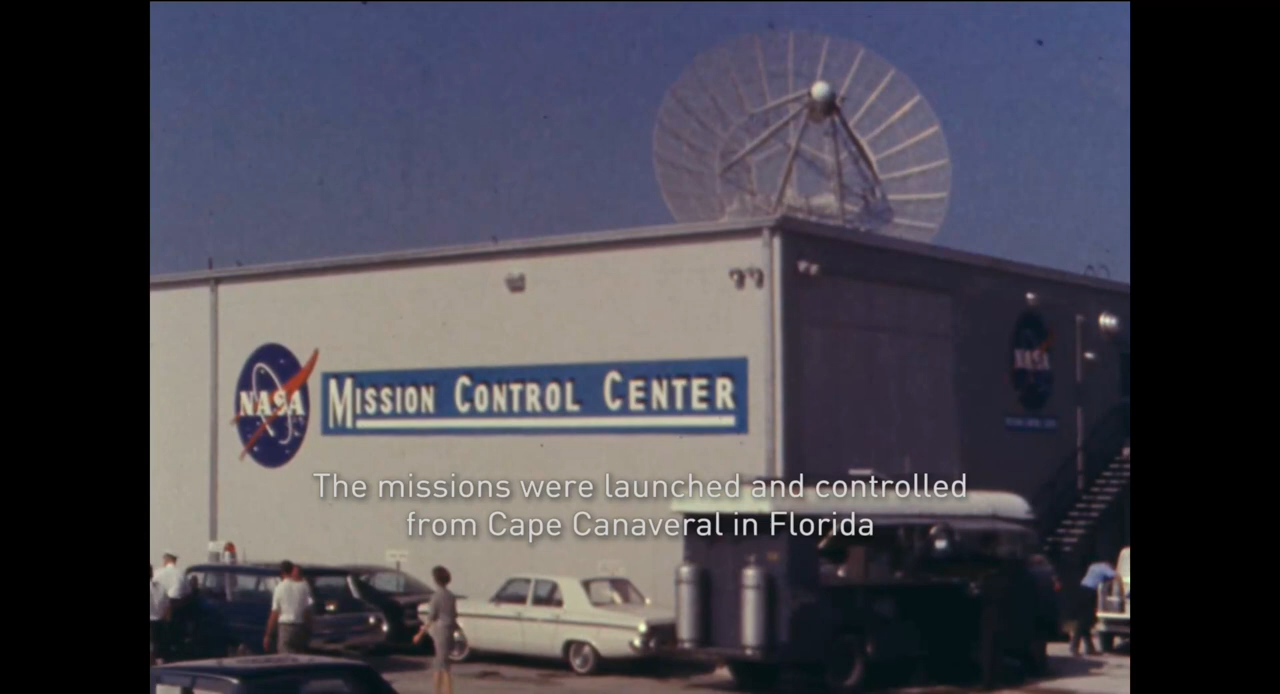 NASA
MISSION CONTROL CENTER
NASA
The missions were launched and controlled
from Cape Canaveral in Florida